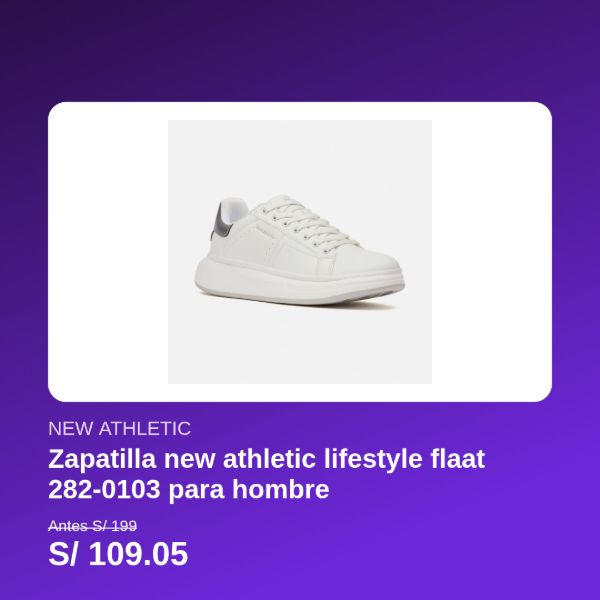 NEW ATHLETIC
Zapatilla new athletic lifestyle flaat
282-0103 para hombre
Antes S/ 199
S/ 109.05